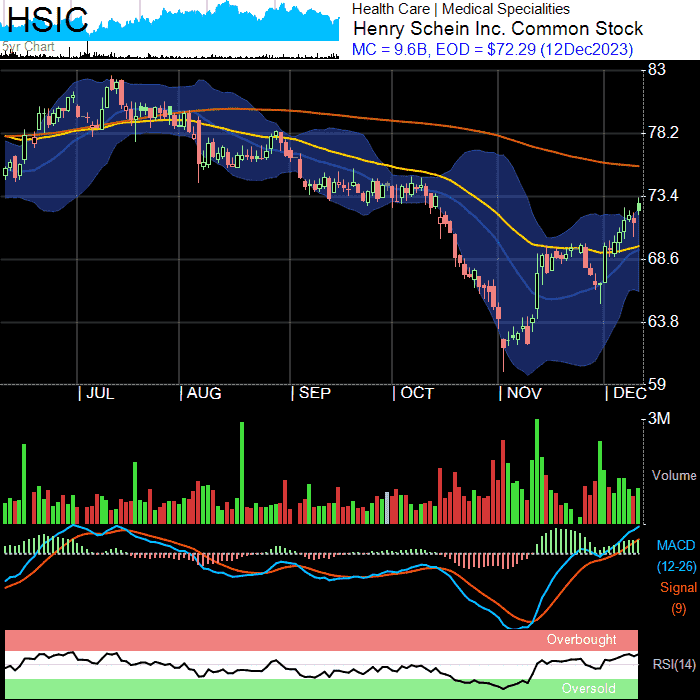 HSIC
5yr Chart
Health Care | Medical Specialities
Henry Schein Inc. Common Stock
MC = 9.6B, EOD = $72.29 (12Dec2023)
83
78.2
73.4
68.6
63.8
59
| JUL | AUG | SEP | OCT | NOV | DEC
3M
Volume
MACD
(12-26)
Signal
(9)
Overbought
RSI(14)
Oversold